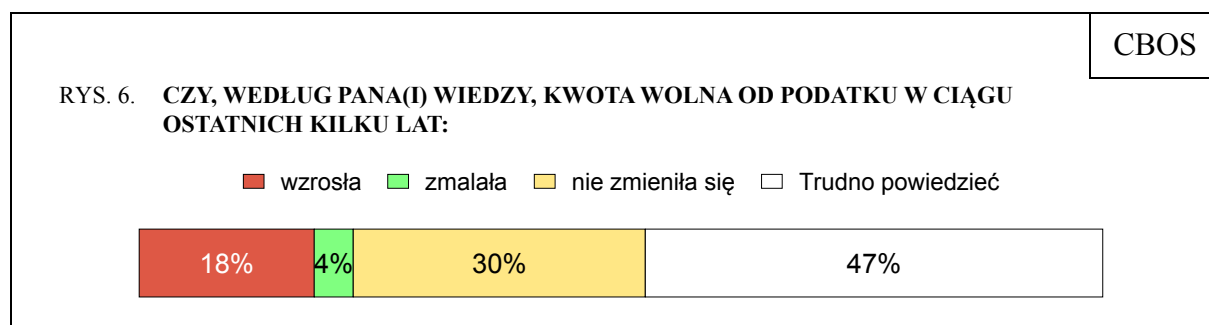 CBOS
RYS. 6. CZY, WEDŁUG PANA(I) WIEDZY, KWOTA WOLNA OD PODATKU W CIĄGU
OSTATNICH KILKU LAT:
wzrosła zmalała nie zmieniła się Trudno powiedzieć
18% 4% 30% 47%